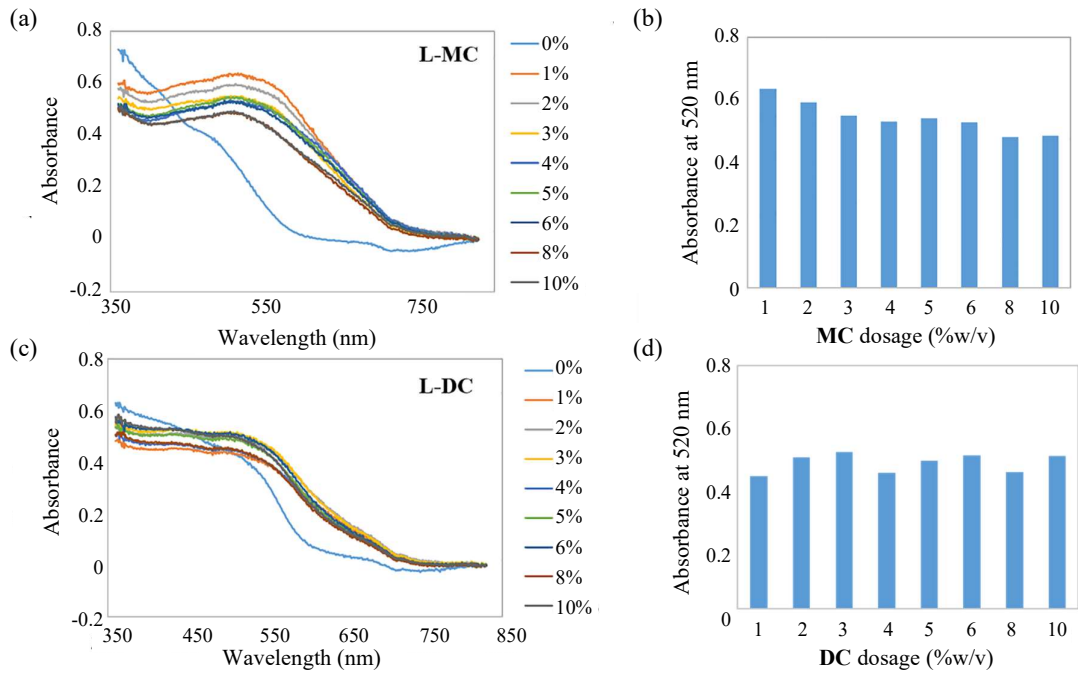 (a)
0.8
0.6
0.4
0.2
0
-0.2
Absorbance
L-MC
350
550
750
Wavelength (nm)
0%
1%
2%
3%
4%
5%
6%
8%
10%
(b)
0.8
0.6
0.4
0.2
0
Absorbance at 520 nm
1 2 3 4 5 6 8 10
MC dosage (%w/v)
(c)
0.8
0.6
0.4
0.2
0
-0.2
Absorbance
L-DC
350 450 550 650 750 850
Wavelength (nm)
0%
1%
2%
3%
4%
5%
6%
8%
10%
(d)
0.8
0.6
0.4
0.2
0
Absorbance at 520 nm
1 2 3 4 5 6 8 10
DC dosage (%w/v)